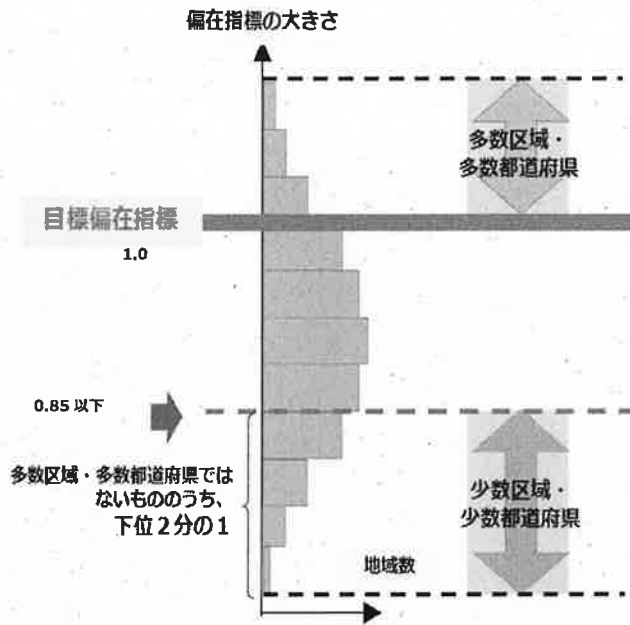 偏在指標の大きさ
多数区域・
多数都道府県
目標偏在指標
1.0
0.85 以下
多数区域・多数都道府県では
ないもののうち、
下位２分の１
少数区域・
少数都道府県
地域数